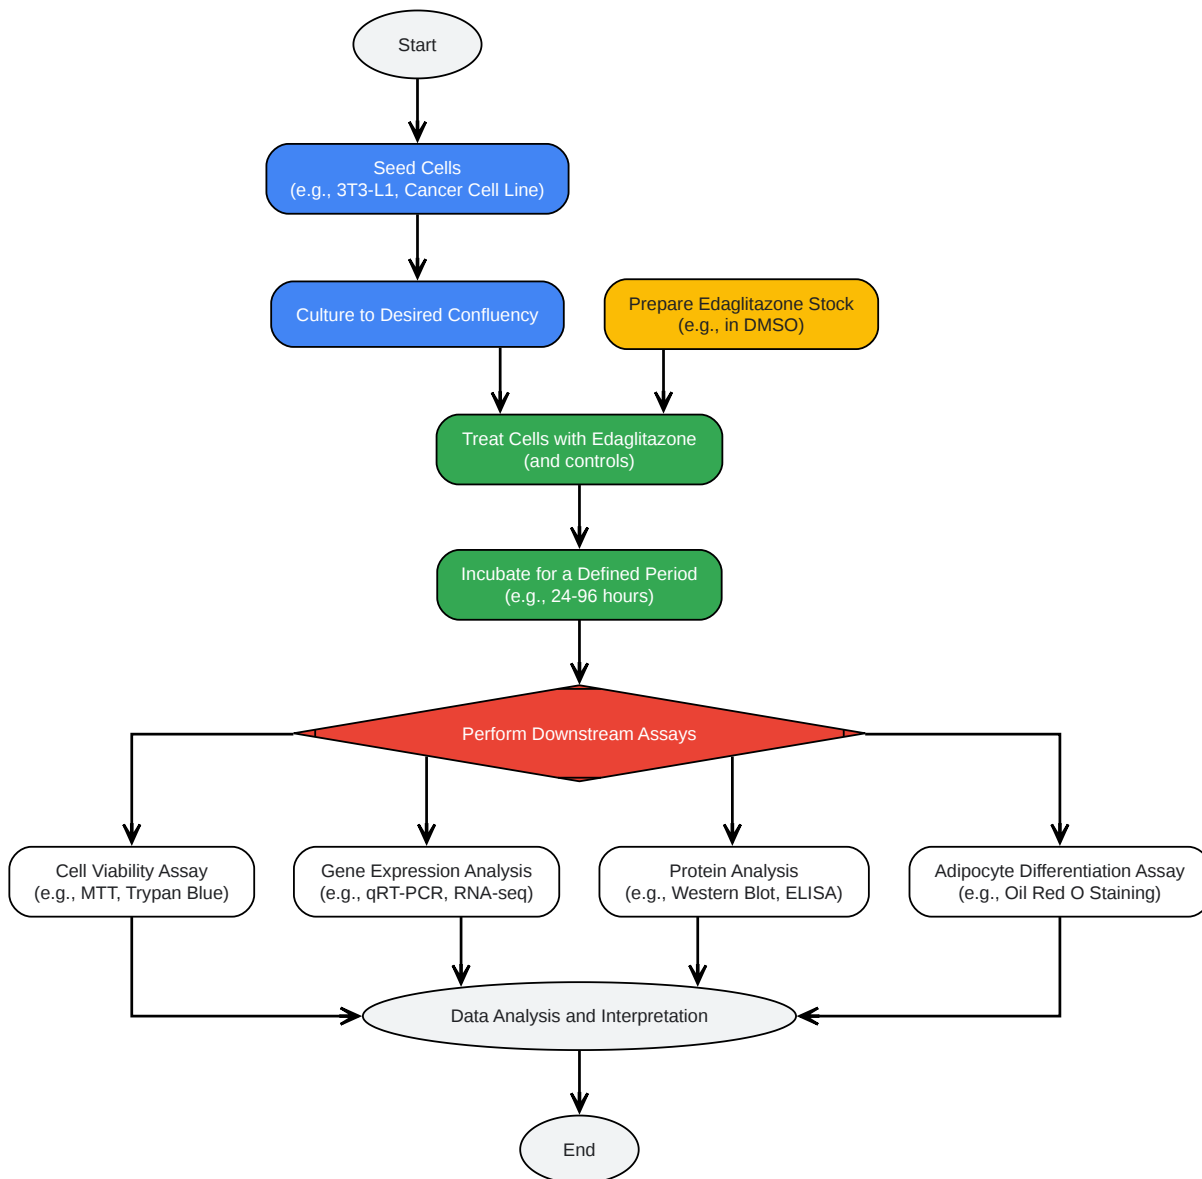 Start
Seed Cells
(e.g., 3T3-L1, Cancer Cell Line)
Culture to Desired Confluency
Prepare Edaglitazone Stock
(e.g., in DMSO)
Treat Cells with Edaglitazone
(and controls)
Incubate for a Defined Period
(e.g., 24-96 hours)
Perform Downstream Assays
Cell Viability Assay
(e.g., MTT, Trypan Blue)
Gene Expression Analysis
(e.g., qRT-PCR, RNA-seq)
Protein Analysis
(e.g., Western Blot, ELISA)
Adipocyte Differentiation Assay
(e.g., Oil Red O Staining)
Data Analysis and Interpretation
End